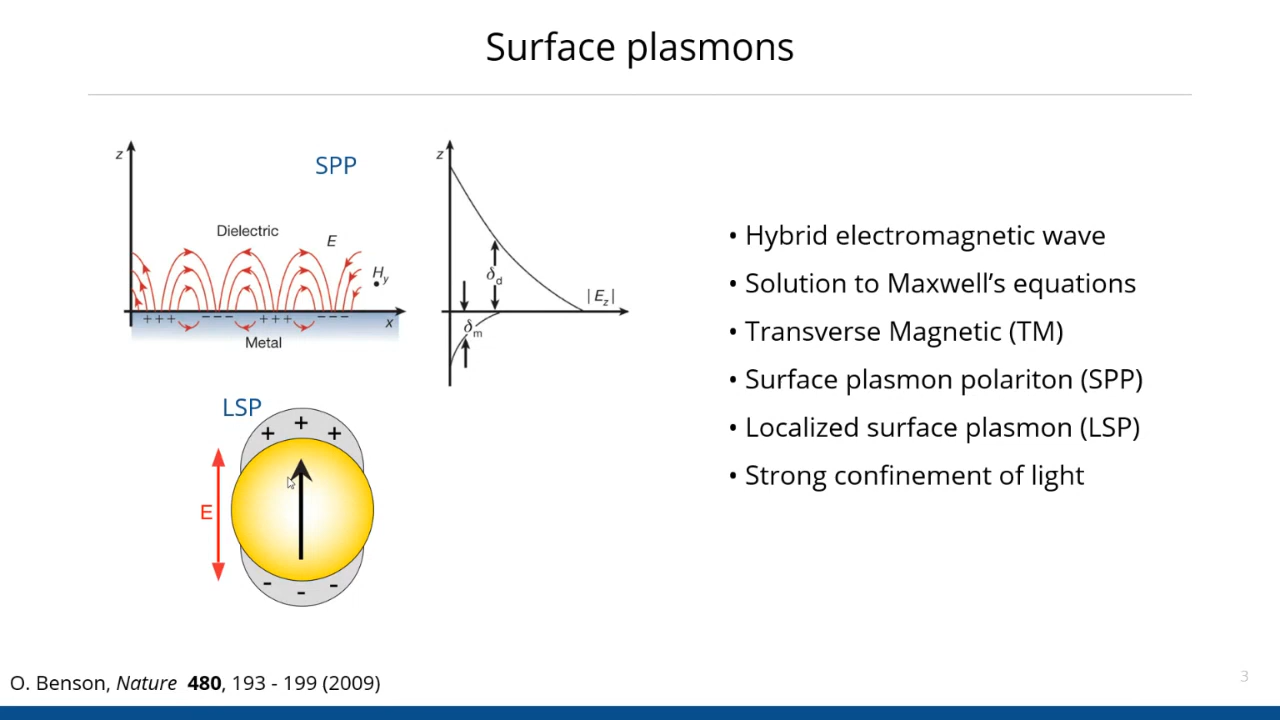 Surface plasmons
z
SPP
Dielectric
E
Hy
+++ --- +++ ---
x
Metal
z
δd
|Ez|
δm
LSP
+ + +
E
- - -
• Hybrid electromagnetic wave
• Solution to Maxwell’s equations
• Transverse Magnetic (TM)
• Surface plasmon polariton (SPP)
• Localized surface plasmon (LSP)
• Strong confinement of light
O. Benson, Nature 480, 193 - 199 (2009)
3